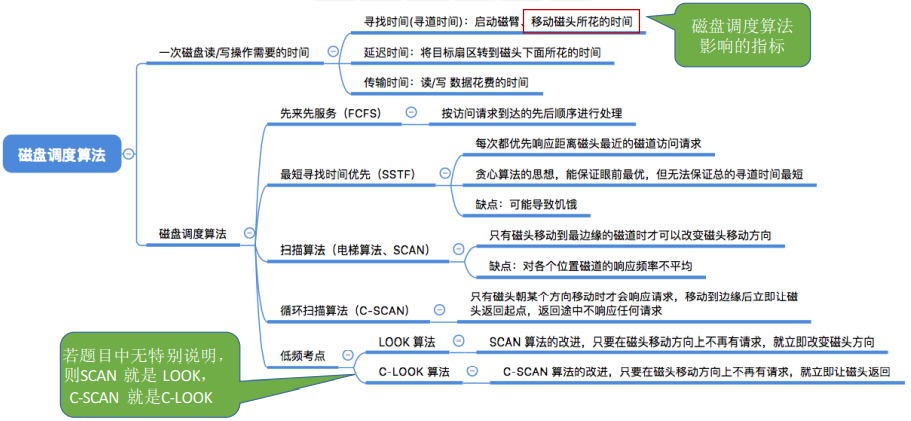 磁盘调度算法
一次磁盘读/写操作需要的时间
寻找时间(寻道时间)：启动磁臂、移动磁头所花的时间
磁盘调度算法
影响的指标
延迟时间：将目标扇区转到磁头下面所花的时间
传输时间：读/写 数据花费的时间
磁盘调度算法
先来先服务（FCFS）
按访问请求到达的先后顺序进行处理
最短寻找时间优先（SSTF）
每次都优先响应距离磁头最近的磁道访问请求
贪心算法的思想，能保证眼前最优，但无法保证总的寻道时间最短
缺点：可能导致饥饿
扫描算法（电梯算法、SCAN）
只有磁头移动到最边缘的磁道时才可以改变磁头移动方向
缺点：对各个位置磁道的响应频率不平均
循环扫描算法（C-SCAN）
只有磁头朝某个方向移动时才会响应请求，移动到边缘后立即让磁
头返回起点，返回途中不响应任何请求
低频考点
LOOK 算法
SCAN 算法的改进，只要在磁头移动方向上不再有请求，就立即改变磁头方向
C-LOOK 算法
C-SCAN 算法的改进，只要在磁头移动方向上不再有请求，就立即让磁头返回
若题目中无特别说明，
则SCAN 就是 LOOK，
C-SCAN 就是C-LOOK